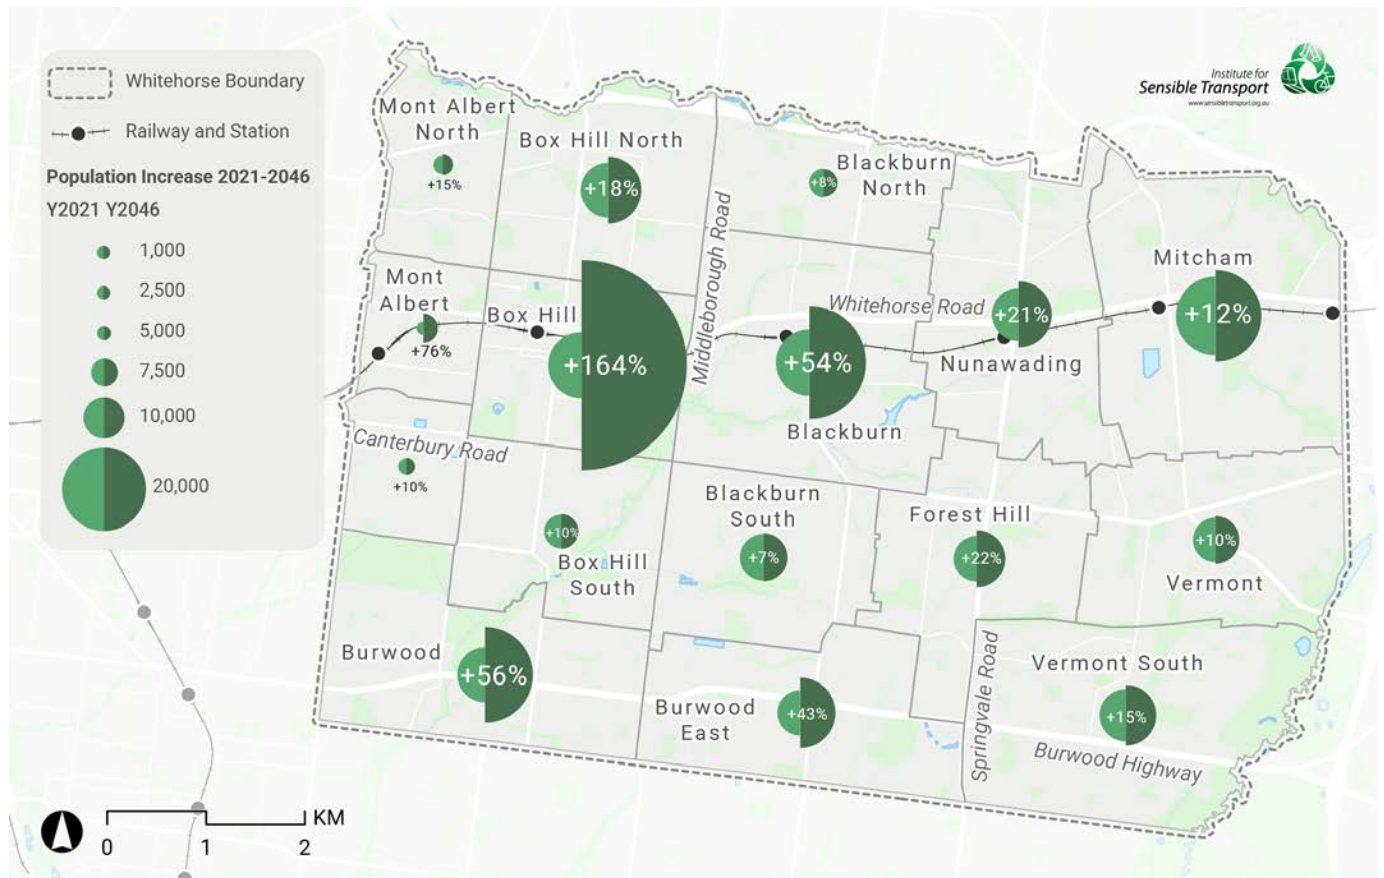 Whitehorse Boundary
Railway and Station
Population Increase 2021-2046
Y2021 Y2046
1,000
2,500
5,000
7,500
10,000
20,000
Institute for
Sensible Transport
www.sensibletransport.org.au
Mont Albert
North
+15%
Box Hill North
+18%
Blackburn
North
+8%
Middleborough Road
Mont
Albert
+76%
Box Hill
+164%
Whitehorse Road
+54%
Blackburn
+21%
Nunawading
Mitcham
+12%
Canterbury Road
+10%
+10%
Box Hill
South
Blackburn
South
+7%
Forest Hill
+22%
+10%
Vermont
Burwood
+56%
Burwood
East
+43%
Springvale Road
Vermont South
+15%
Burwood Highway
KM
0
1
2